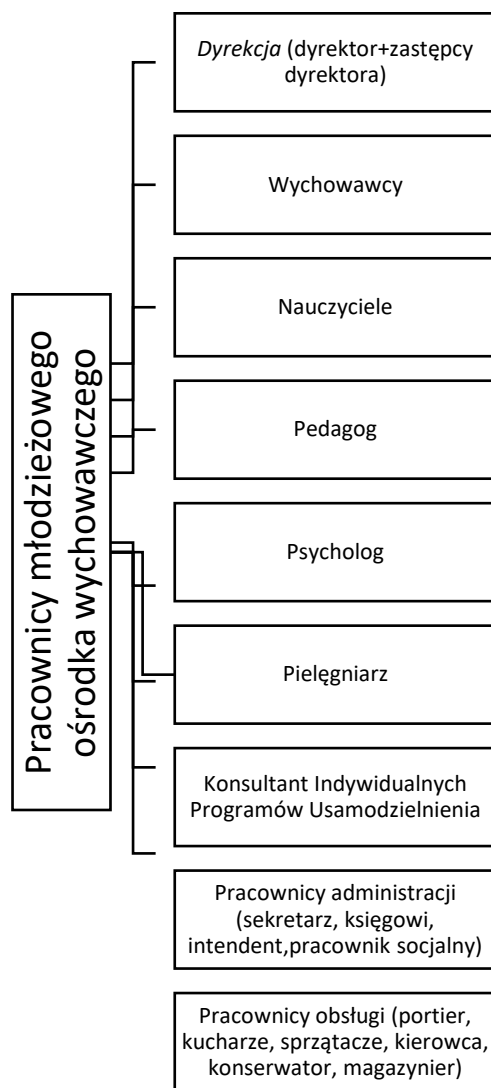 Pracownicy młodzieżowego
ośrodka wychowawczego
Dyrekcja (dyrektor+zastępcy
dyrektora)
Wychowawcy
Nauczyciele
Pedagog
Psycholog
Pielęgniarz
Konsultant Indywidualnych
Programów Usamodzielnienia
Pracownicy administracji
(sekretarz, księgowi,
intendent,pracownik socjalny)
Pracownicy obsługi (portier,
kucharze, sprzątacze, kierowca,
konserwator, magazynier)